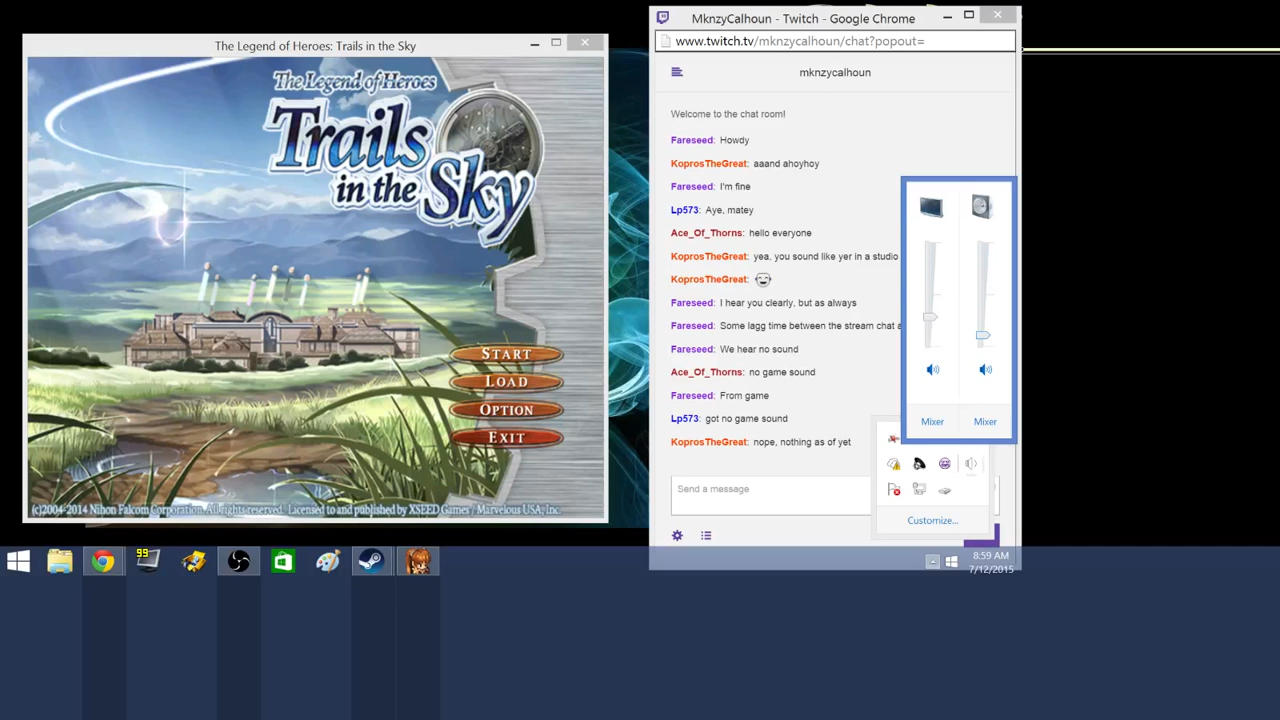 The Legend of Heroes: Trails in the Sky
The Legend of Heroes
Trails
in the Sky
START
LOAD
OPTION
EXIT
(c)2004-2014 Nihon Falcom Corporation. All rights reserved. Licensed to and published by XSEED Games / Marvelous USA, Inc.
MknzyCalhoun - Twitch - Google Chrome
www.twitch.tv/mknzycalhoun/chat?popout=
mknzycalhoun
Welcome to the chat room!
Fareseed: Howdy
KoprosTheGreat: aaand ahoyhoy
Fareseed: I'm fine
Lp573: Aye, matey
Ace_Of_Thorns: hello everyone
KoprosTheGreat: yea, you sound like yer in a studio
KoprosTheGreat:
Fareseed: I hear you clearly, but as always
Fareseed: Some lagg time between the stream chat a
Fareseed: We hear no sound
Ace_Of_Thorns: no game sound
Fareseed: From game
Lp573: got no game sound
KoprosTheGreat: nope, nothing as of yet
Send a message
Mixer Mixer
Customize...
99
8:59 AM
7/12/2015